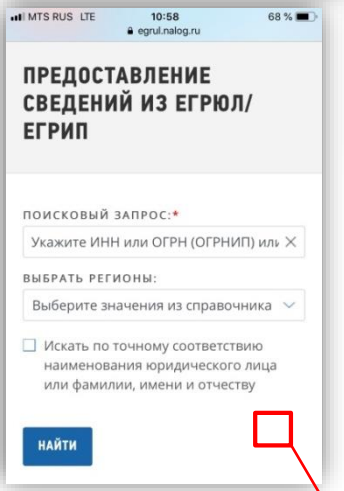 MTS RUS LTE 10:58 68 %
egrul.nalog.ru
ПРЕДОСТАВЛЕНИЕ
СВЕДЕНИЙ ИЗ ЕГРЮЛ/
ЕГРИП
ПОИСКОВЫЙ ЗАПРОС:*
Укажите ИНН или ОГРН (ОГРНИП) или
ВЫБРАТЬ РЕГИОНЫ:
Выберите значения из справочника
Искать по точному соответствию
наименования юридического лица
или фамилии, имени и отчеству
НАЙТИ